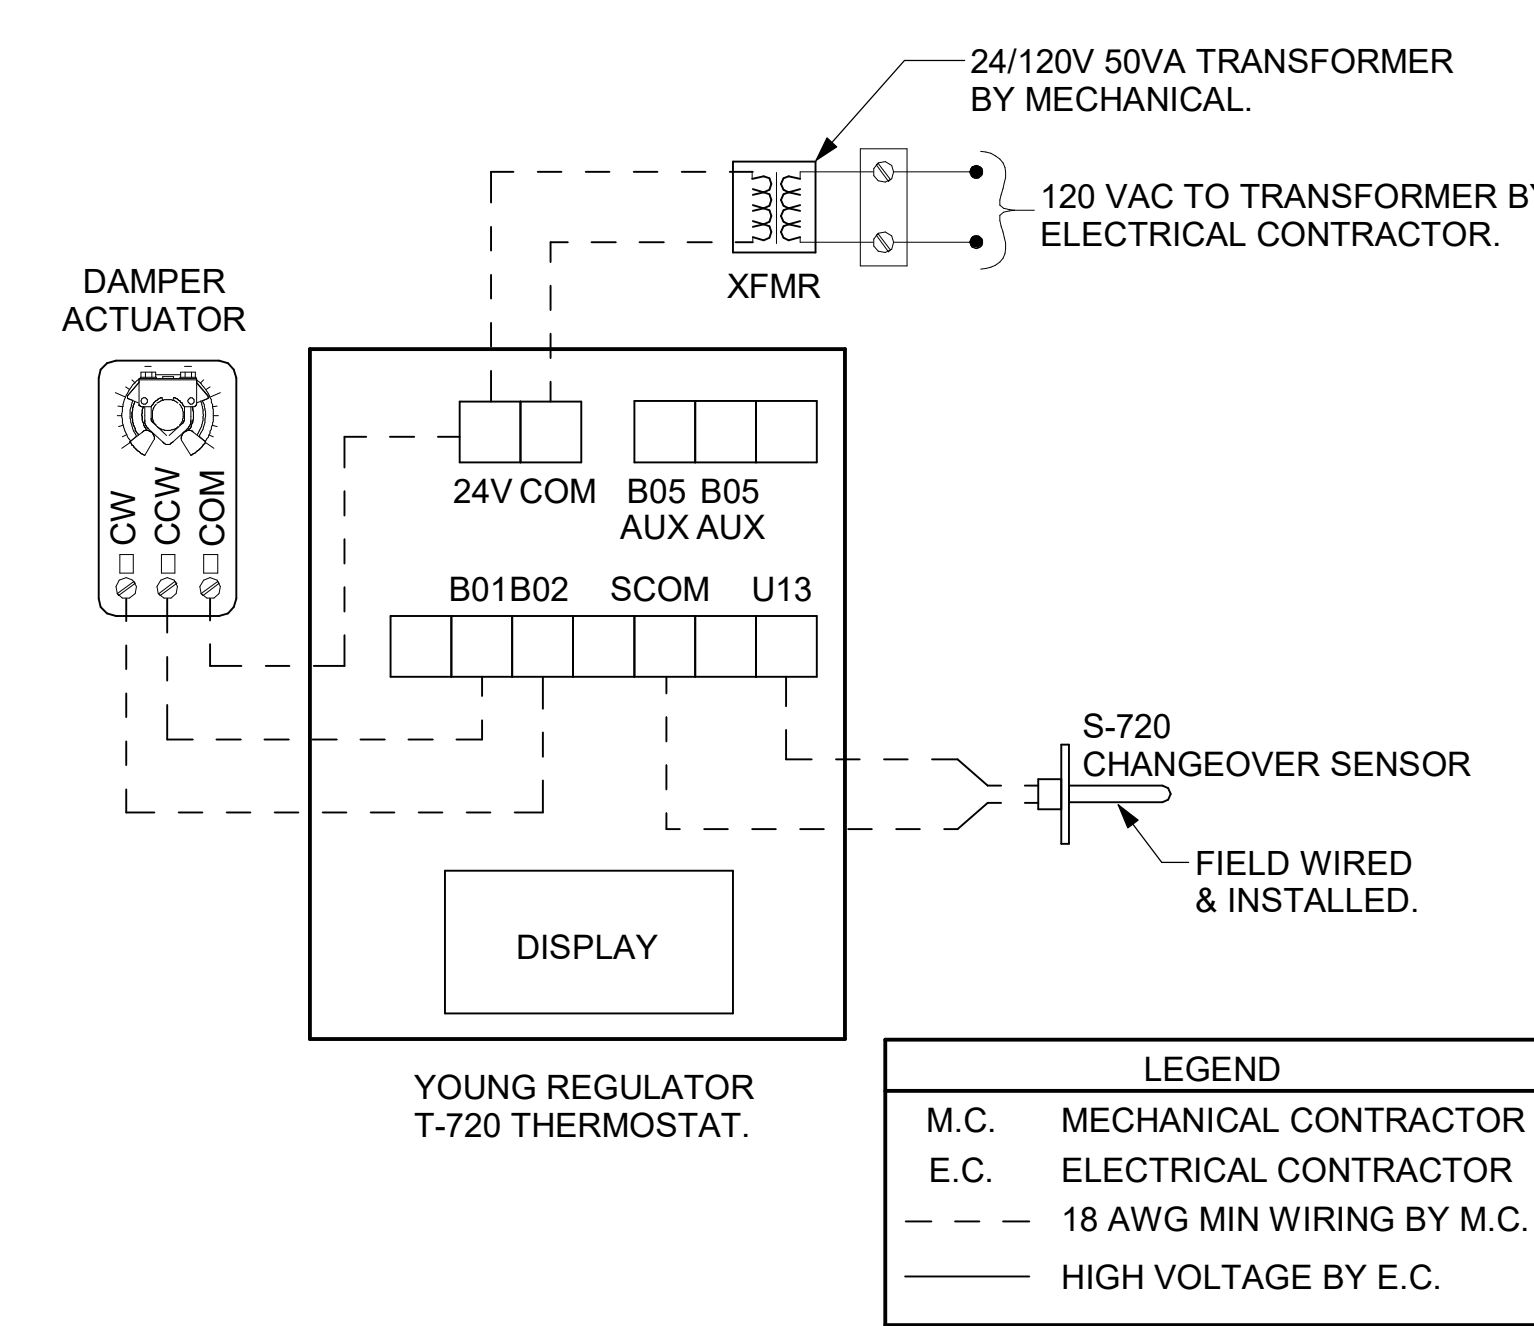 24/120V 50VA TRANSFORMER
BY MECHANICAL.
120 VAC TO TRANSFORMER BY
ELECTRICAL CONTRACTOR.
XFMR
DAMPER
ACTUATOR
CW
CCW
COM
24V COM
B05 B05
AUX AUX
B01 B02 SCOM U13
S-720
CHANGEOVER SENSOR
FIELD WIRED
& INSTALLED.
DISPLAY
YOUNG REGULATOR
T-720 THERMOSTAT.
LEGEND
M.C. MECHANICAL CONTRACTOR
E.C. ELECTRICAL CONTRACTOR
18 AWG MIN WIRING BY M.C.
HIGH VOLTAGE BY E.C.